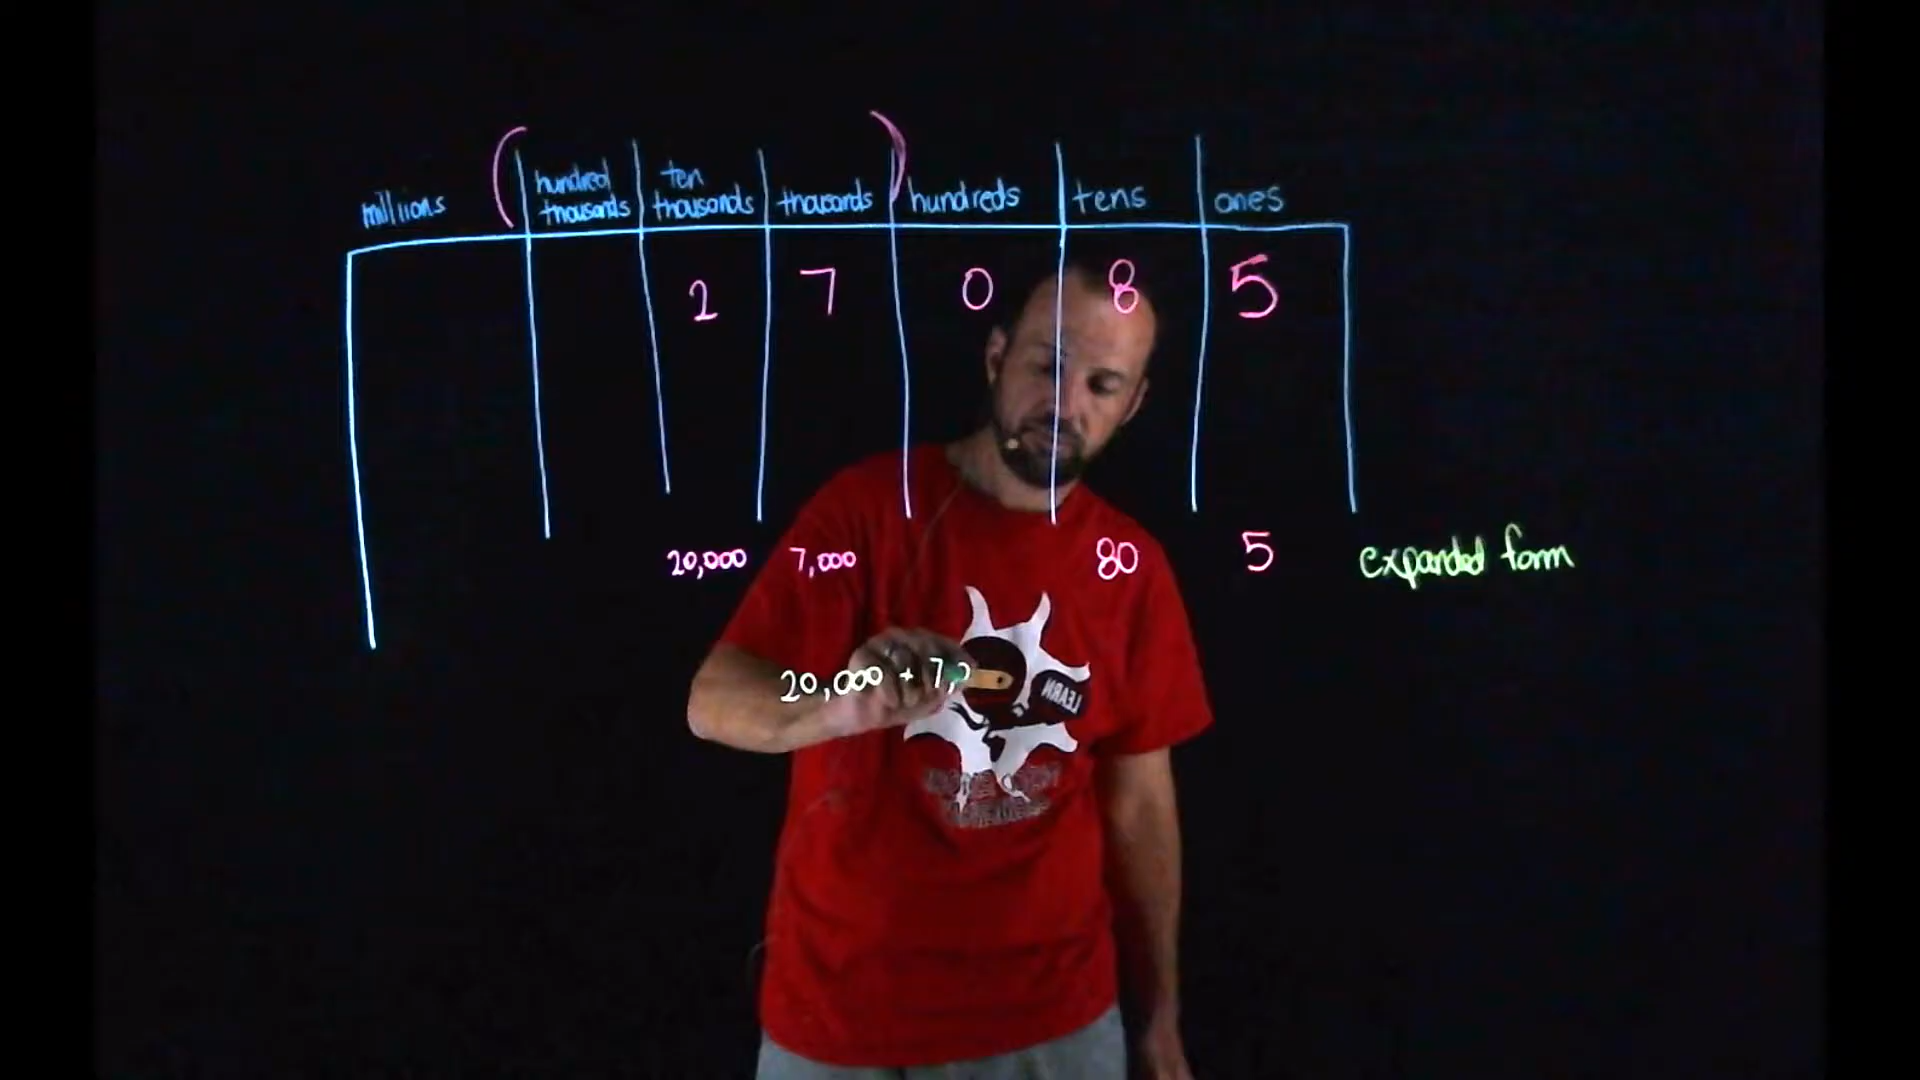 millions hundred thousands ten thousands thousands hundreds tens ones
2 7 0 8 5
20,000 7,000 80 5 expanded form
20,000 + 7,0
LEARN